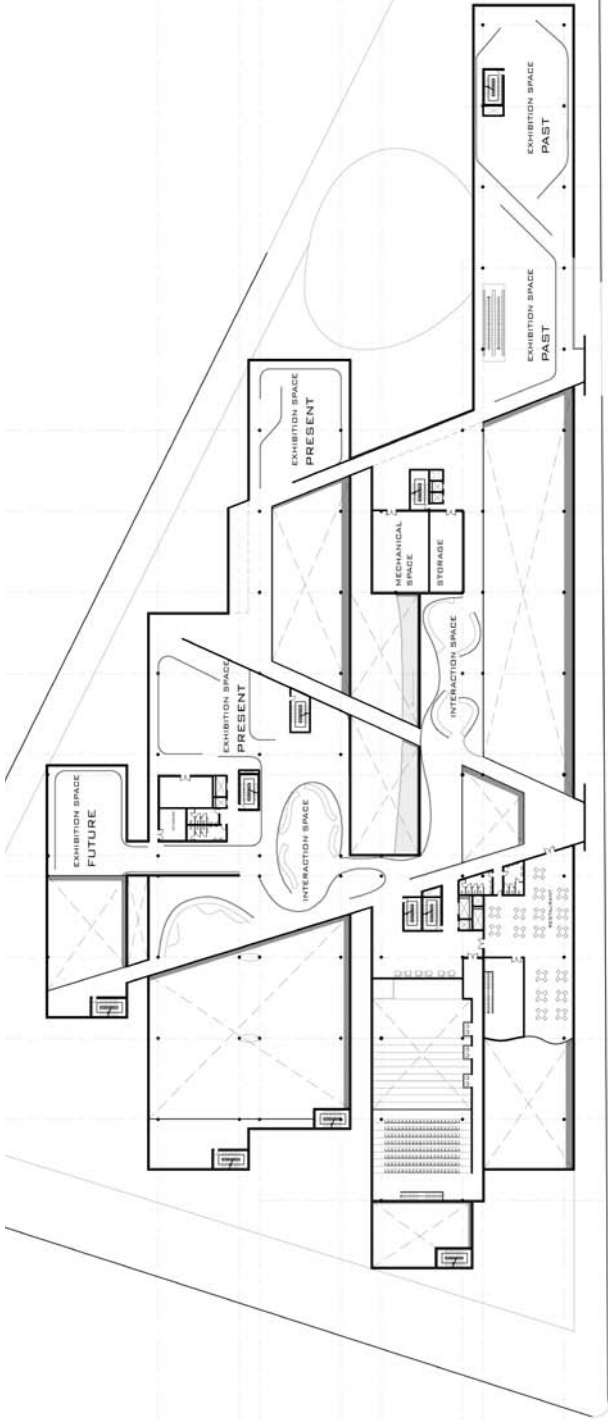 EXHIBITION SPACE
PAST
EXHIBITION SPACE
PAST
EXHIBITION SPACE
PRESENT
MECHANICAL
SPACE
STORAGE
INTERACTION SPACE
EXHIBITION SPACE
PRESENT
EXHIBITION SPACE
FUTURE
INTERACTION SPACE
RESTAURANT